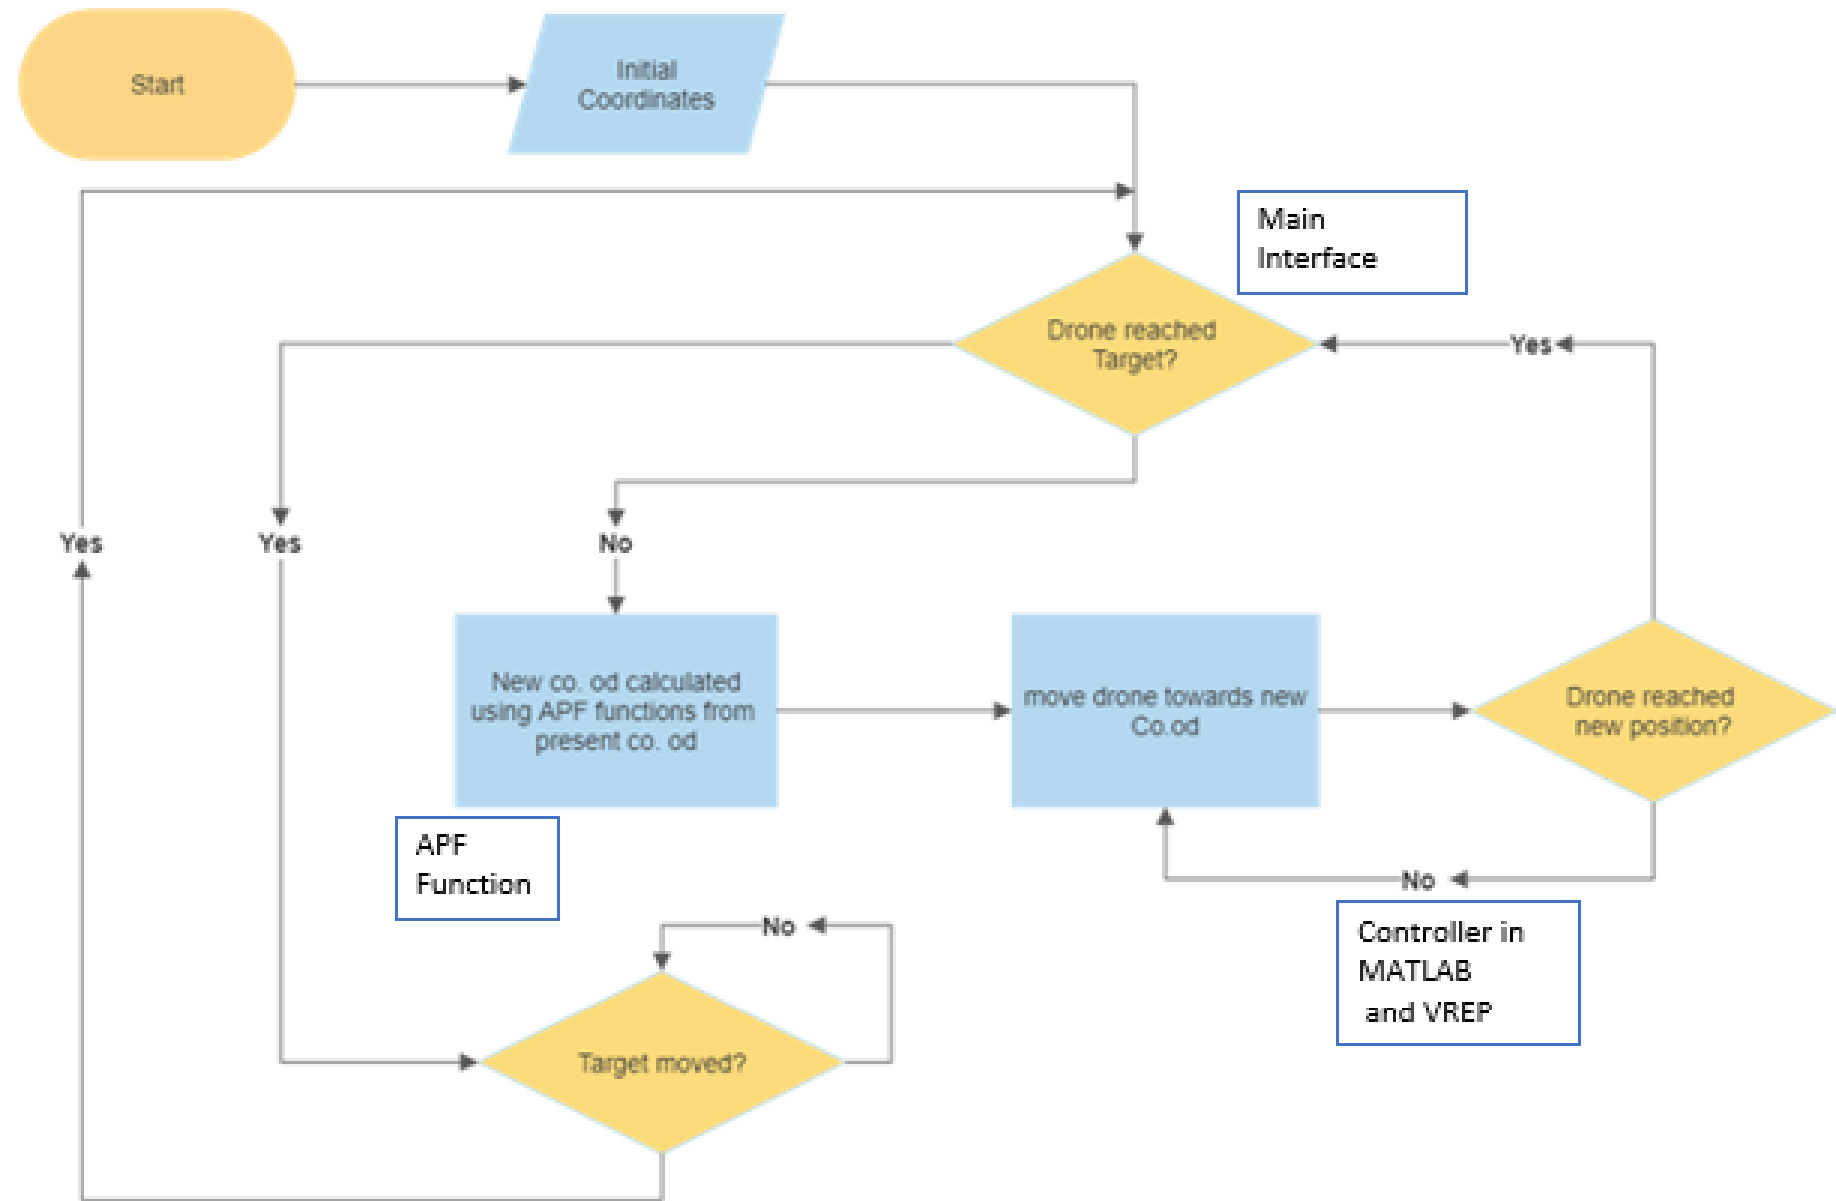 Start
Initial
Coordinates
Main
Interface
Drone reached
Target?
Yes
Yes
Yes
No
New co. od calculated
using APF functions from
present co. od
move drone towards new
Co.od
Drone reached
new position?
APF
Function
No
No
Controller in
MATLAB
and VREP
Target moved?